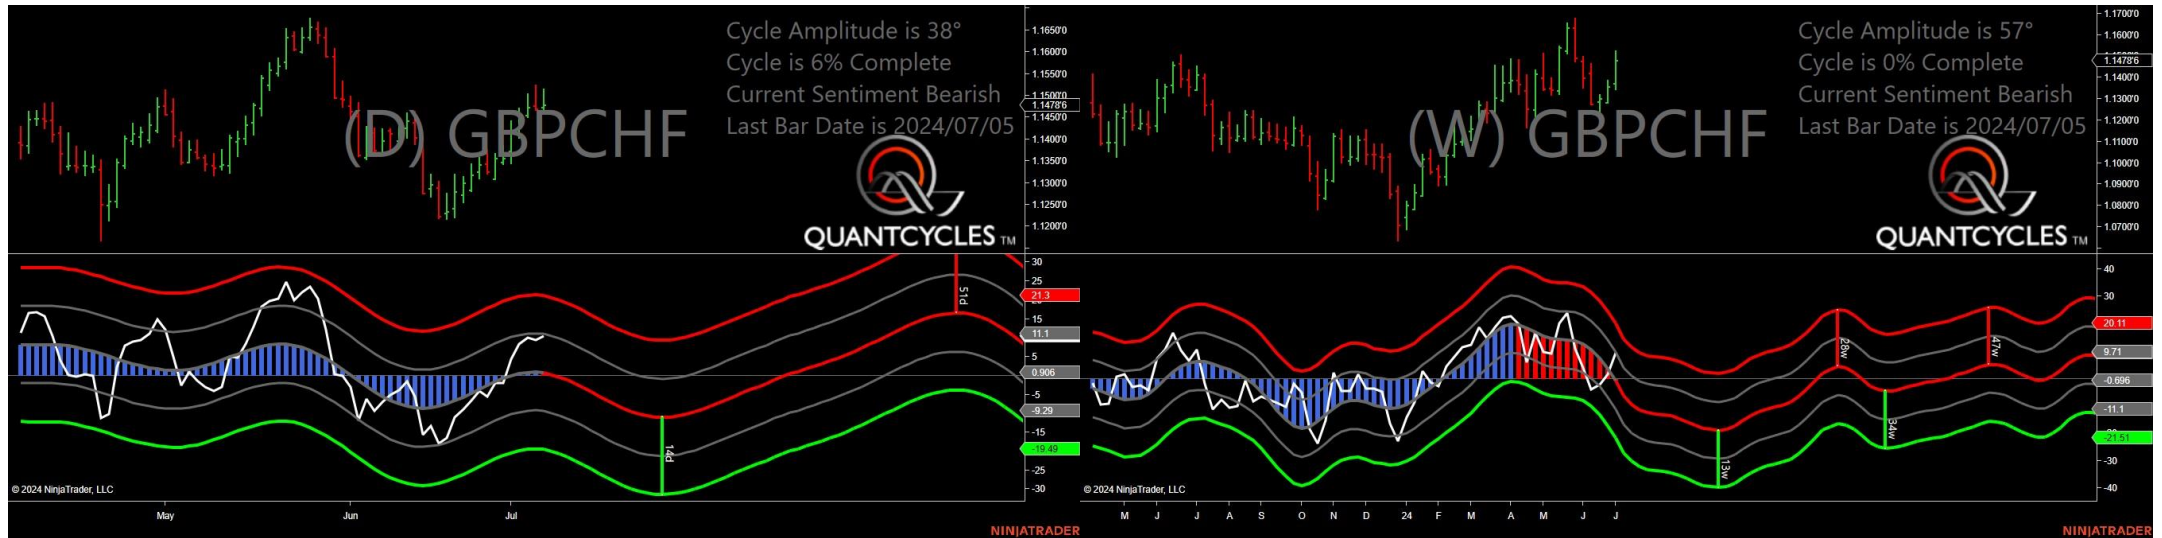 Cycle Amplitude is 38°
Cycle is 6% Complete
Current Sentiment Bearish
Last Bar Date is 2024/07/05
(D) GBPCHF
QUANTCYCLES TM
1.1650'0
1.1600'0
1.1550'0
1.1500'0
1.1478'6
1.1450'0
1.1400'0
1.1350'0
1.1300'0
1.1250'0
1.1200'0
30
25
21.3
15
11.1
5
0.906
-5
-9.29
-15
-19.49
-25
-30
51d
14d
© 2024 NinjaTrader, LLC
May
Jun
Jul
NINJATRADER
Cycle Amplitude is 57°
Cycle is 0% Complete
Current Sentiment Bearish
Last Bar Date is 2024/07/05
(W) GBPCHF
QUANTCYCLES TM
1.1700'0
1.1600'0
1.1478'6
1.1400'0
1.1300'0
1.1200'0
1.1100'0
1.1000'0
1.0900'0
1.0800'0
1.0700'0
40
30
20.11
9.71
-0.696
-11.1
-21.51
-30
-40
28w
47w
34w
13w
© 2024 NinjaTrader, LLC
M
J
J
A
S
O
N
D
24
F
M
A
M
J
J
NINJATRADER